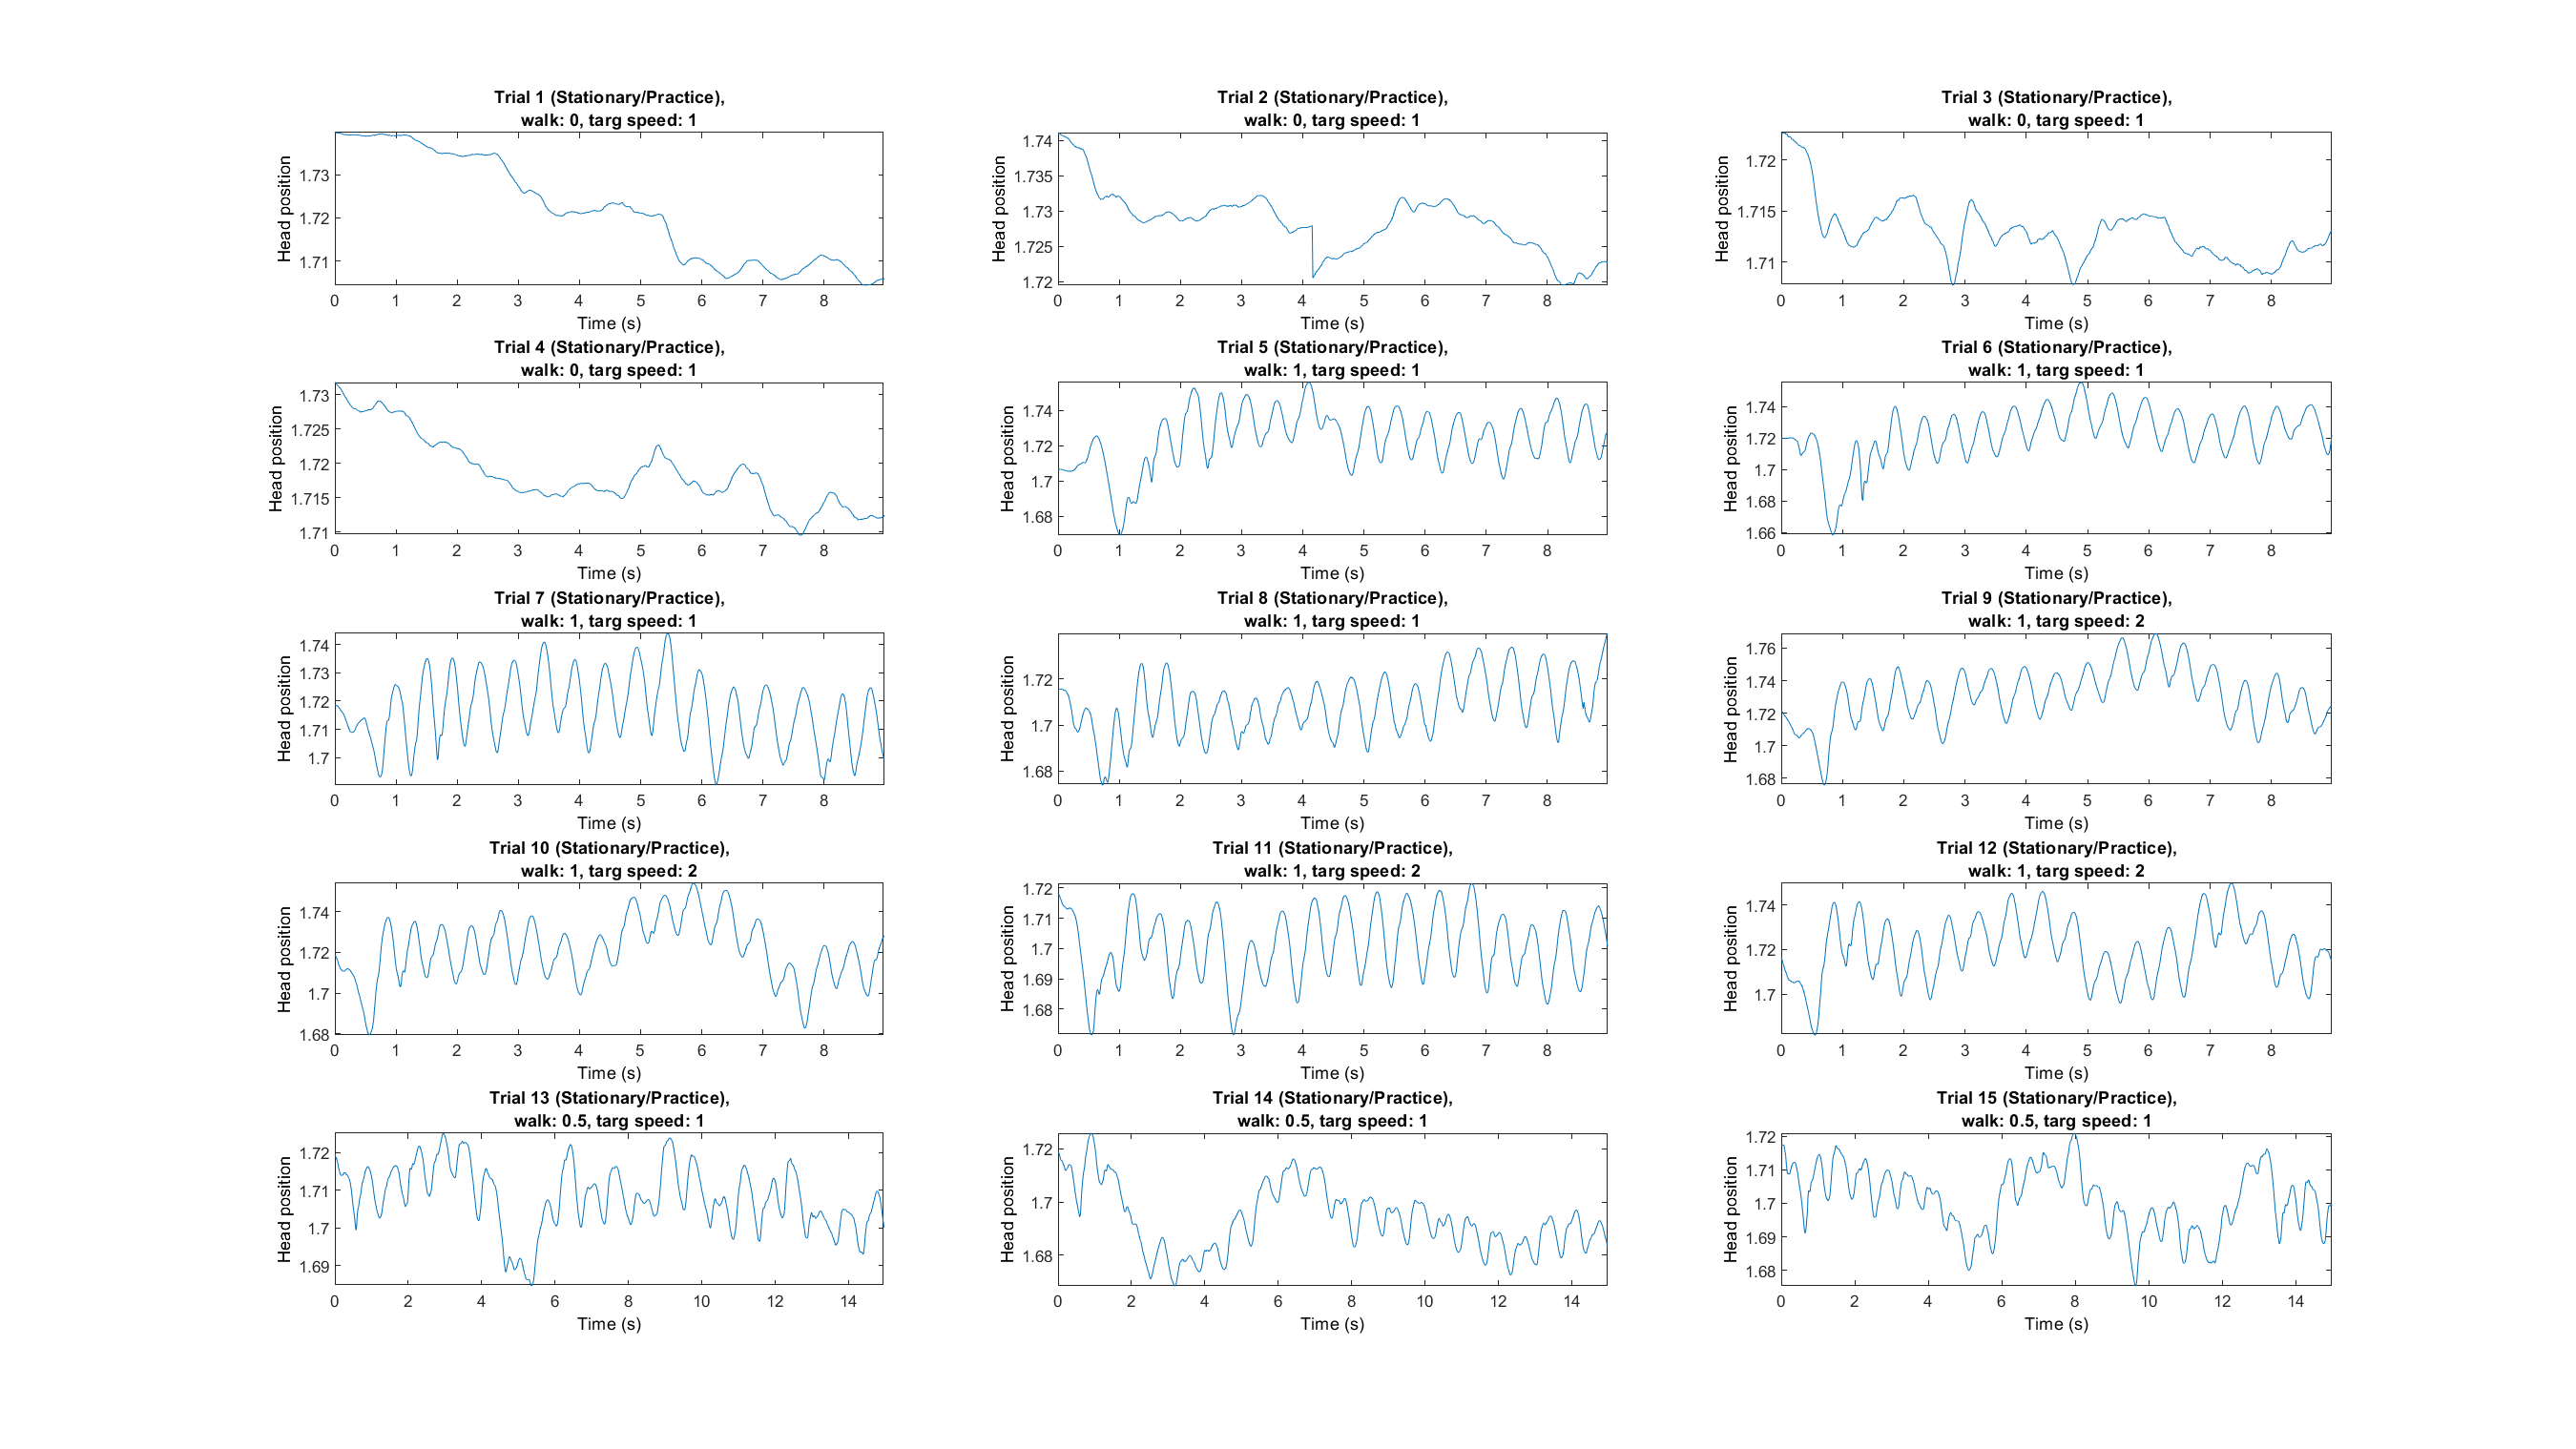 Trial 1 (Stationary/Practice),
walk: 0, targ speed: 1
Head position
1.73
1.72
1.71
0 1 2 3 4 5 6 7 8
Time (s)
Trial 2 (Stationary/Practice),
walk: 0, targ speed: 1
Head position
1.74
1.735
1.73
1.725
1.72
0 1 2 3 4 5 6 7 8
Time (s)
Trial 3 (Stationary/Practice),
walk: 0, targ speed: 1
Head position
1.72
1.715
1.71
0 1 2 3 4 5 6 7 8
Time (s)
Trial 4 (Stationary/Practice),
walk: 0, targ speed: 1
Head position
1.73
1.725
1.72
1.715
1.71
0 1 2 3 4 5 6 7 8
Time (s)
Trial 5 (Stationary/Practice),
walk: 1, targ speed: 1
Head position
1.74
1.72
1.7
1.68
0 1 2 3 4 5 6 7 8
Time (s)
Trial 6 (Stationary/Practice),
walk: 1, targ speed: 1
Head position
1.74
1.72
1.7
1.68
1.66
0 1 2 3 4 5 6 7 8
Time (s)
Trial 7 (Stationary/Practice),
walk: 1, targ speed: 1
Head position
1.74
1.73
1.72
1.71
1.7
0 1 2 3 4 5 6 7 8
Time (s)
Trial 8 (Stationary/Practice),
walk: 1, targ speed: 1
Head position
1.72
1.7
1.68
0 1 2 3 4 5 6 7 8
Time (s)
Trial 9 (Stationary/Practice),
walk: 1, targ speed: 2
Head position
1.76
1.74
1.72
1.7
1.68
0 1 2 3 4 5 6 7 8
Time (s)
Trial 10 (Stationary/Practice),
walk: 1, targ speed: 2
Head position
1.74
1.72
1.7
1.68
0 1 2 3 4 5 6 7 8
Time (s)
Trial 11 (Stationary/Practice),
walk: 1, targ speed: 2
Head position
1.72
1.71
1.7
1.69
1.68
0 1 2 3 4 5 6 7 8
Time (s)
Trial 12 (Stationary/Practice),
walk: 1, targ speed: 2
Head position
1.74
1.72
1.7
0 1 2 3 4 5 6 7 8
Time (s)
Trial 13 (Stationary/Practice),
walk: 0.5, targ speed: 1
Head position
1.72
1.71
1.7
1.69
0 2 4 6 8 10 12 14
Time (s)
Trial 14 (Stationary/Practice),
walk: 0.5, targ speed: 1
Head position
1.72
1.7
1.68
0 2 4 6 8 10 12 14
Time (s)
Trial 15 (Stationary/Practice),
walk: 0.5, targ speed: 1
Head position
1.72
1.71
1.7
1.69
1.68
0 2 4 6 8 10 12 14
Time (s)